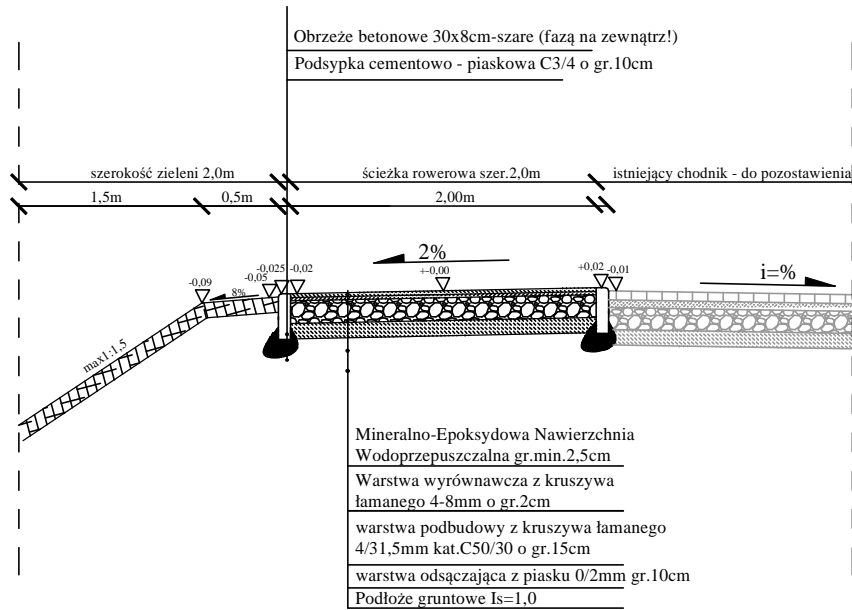 Obrzeże betonowe 30x8cm-szare (fazą na zewnątrz!)
Podsypka cementowo - piaskowa C3/4 o gr.10cm
szerokość zieleni 2,0m
ścieżka rowerowa szer.2,0m
istniejący chodnik - do pozostawienia
1,5m
0,5m
2,00m
-0,09
8%
-0,05
-0,025
-0,02
2%
+-0,00
+0,02
-0,01
i=%
max1:1.5
Mineralno-Epoksydowa Nawierzchnia
Wodoprzepuszczalna gr.min.2,5cm
Warstwa wyrównawcza z kruszywa
łamanego 4-8mm o gr.2cm
warstwa podbudowy z kruszywa łamanego
4/31,5mm kat.C50/30 o gr.15cm
warstwa odsączająca z piasku 0/2mm gr.10cm
Podłoże gruntowe Is=1,0